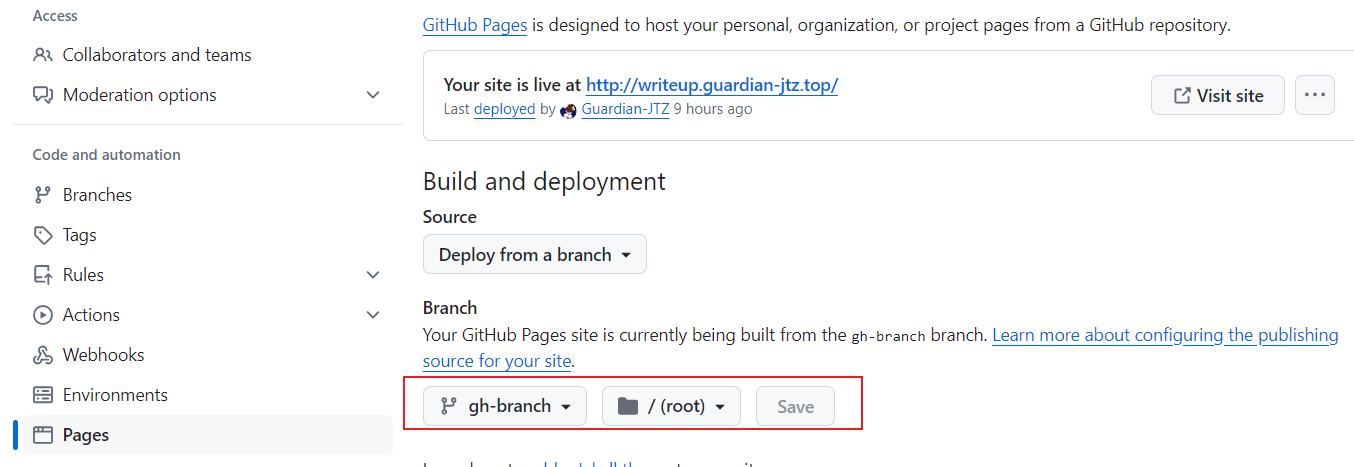 Access
Collaborators and teams
Moderation options
Code and automation
Branches
Tags
Rules
Actions
Webhooks
Environments
Pages
GitHub Pages is designed to host your personal, organization, or project pages from a GitHub repository.
Your site is live at http://writeup.guardian-jtz.top/
Last deployed by Guardian-JTZ 9 hours ago
Visit site
Build and deployment
Source
Deploy from a branch
Branch
Your GitHub Pages site is currently being built from the gh-branch branch. Learn more about configuring the publishing
source for your site.
gh-branch / (root) Save